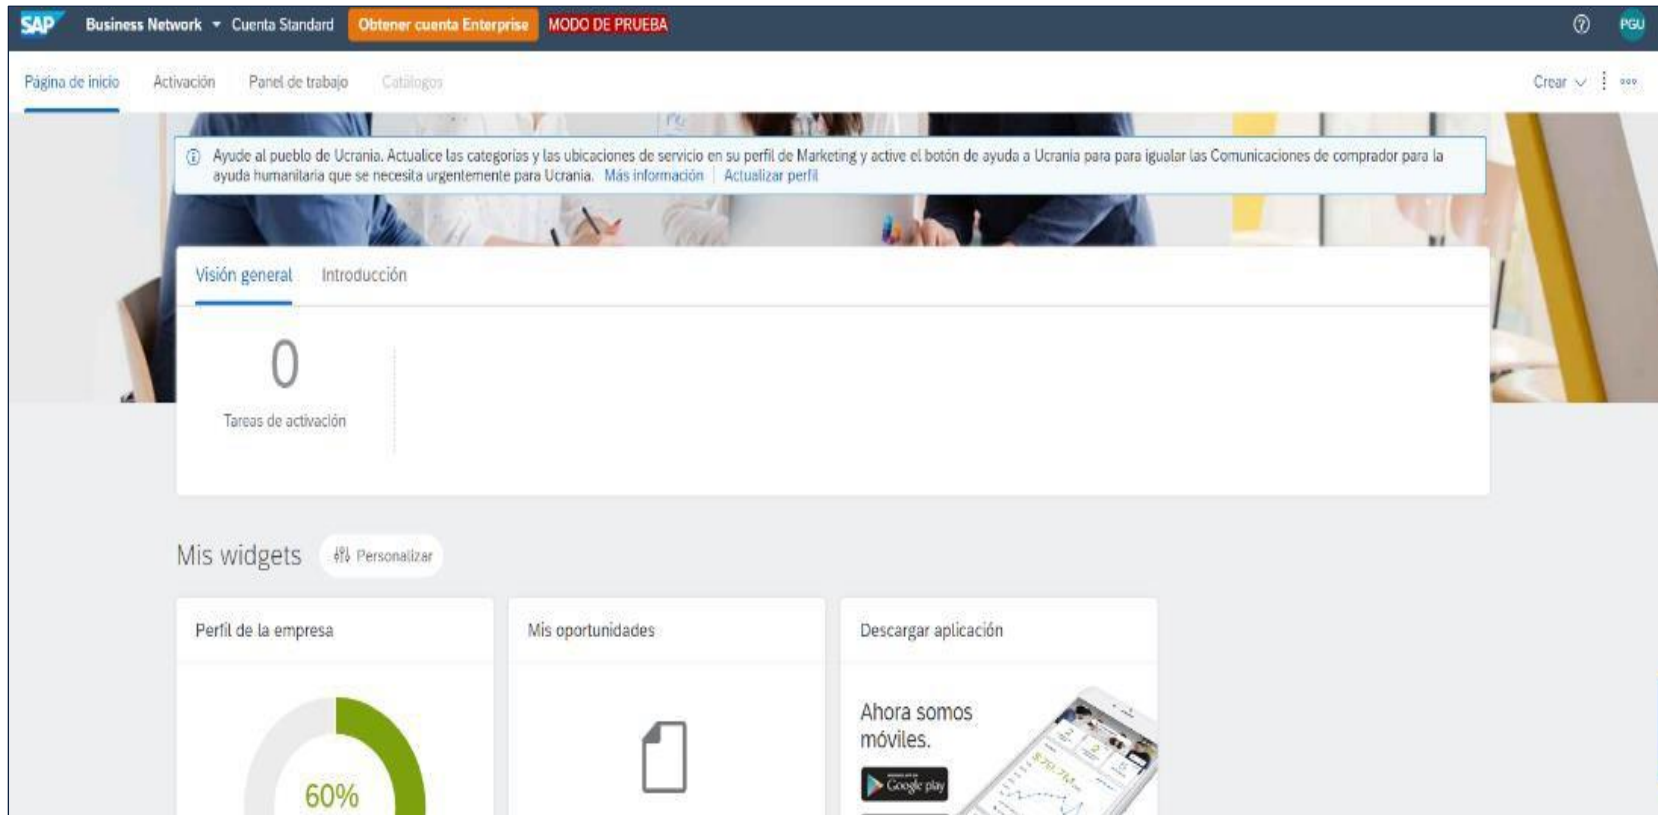 SAP Business Network Cuenta Standard Obtener cuenta Enterprise MODO DE PRUEBA PGU
Página de inicio Activación Panel de trabajo Catálogos Crear
Ayude al pueblo de Ucrania. Actualice las categorías y las ubicaciones de servicio en su perfil de Marketing y active el botón de ayuda a Ucrania para para igualar las Comunicaciones de comprador para la
ayuda humanitaria que se necesita urgentemente para Ucrania. Más información | Actualizar perfil
Visión general Introducción
0
Tareas de activación
Mis widgets Personalizar
Perfil de la empresa Mis oportunidades Descargar aplicación
Ahora somos
móviles.
Google play
60%